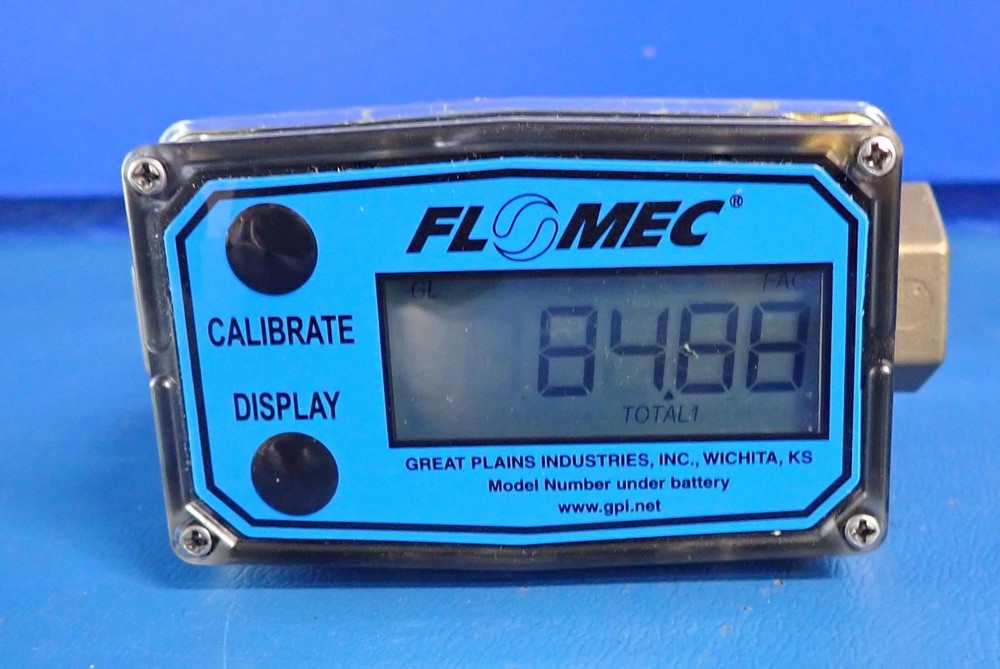 FLOMEC®
CALIBRATE
DISPLAY
GL FAC
84.88
TOTAL1
GREAT PLAINS INDUSTRIES, INC., WICHITA, KS
Model Number under battery
www.gpi.net